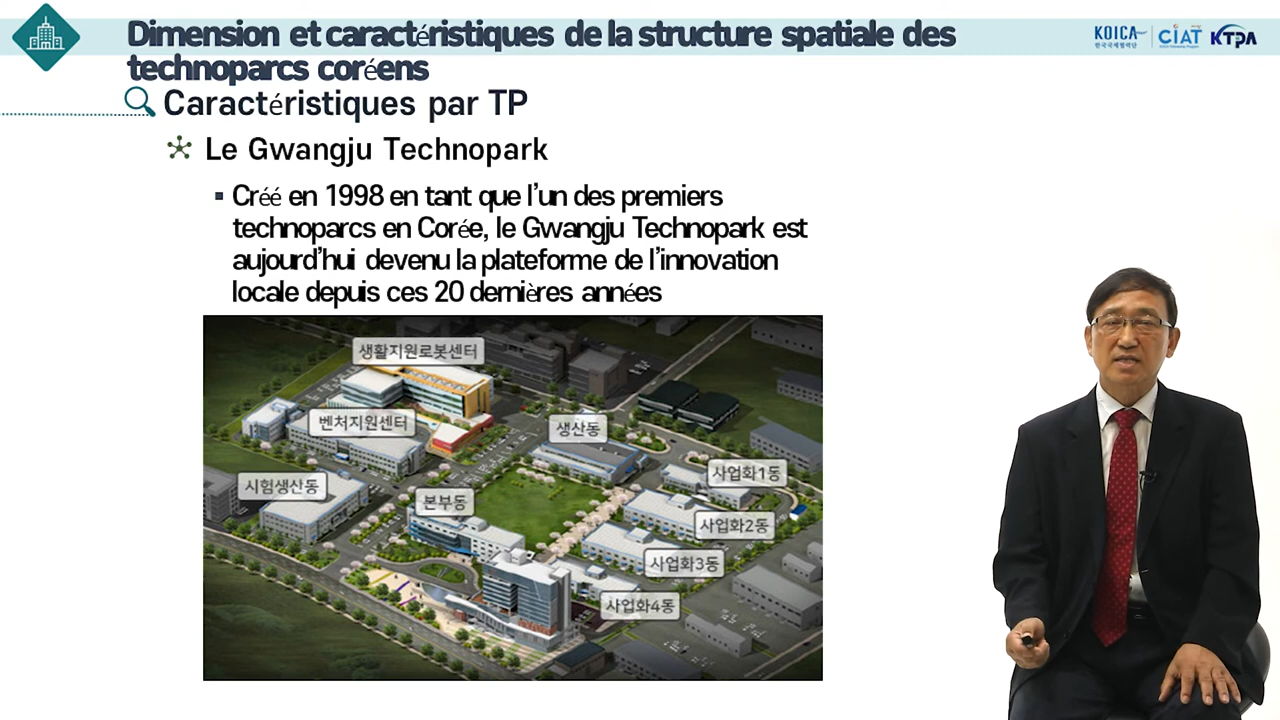 Dimension et caractéristiques de la structure spatiale des
technoparcs coréens
KOICA
한국국제협력단
CIAT
KTPA
Caractéristiques par TP
Le Gwangju Technopark
Créé en 1998 en tant que l'un des premiers
technoparcs en Corée, le Gwangju Technopark est
aujourd'hui devenu la plateforme de l'innovation
locale depuis ces 20 dernières années
생활지원로봇센터
벤처지원센터
생산동
사업화1동
시험생산동
본부동
사업화2동
사업화3동
사업화4동